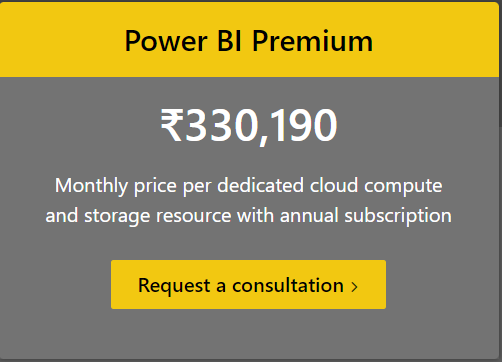 Power BI Premium
₹330,190
Monthly price per dedicated cloud compute
and storage resource with annual subscription
Request a consultation ›